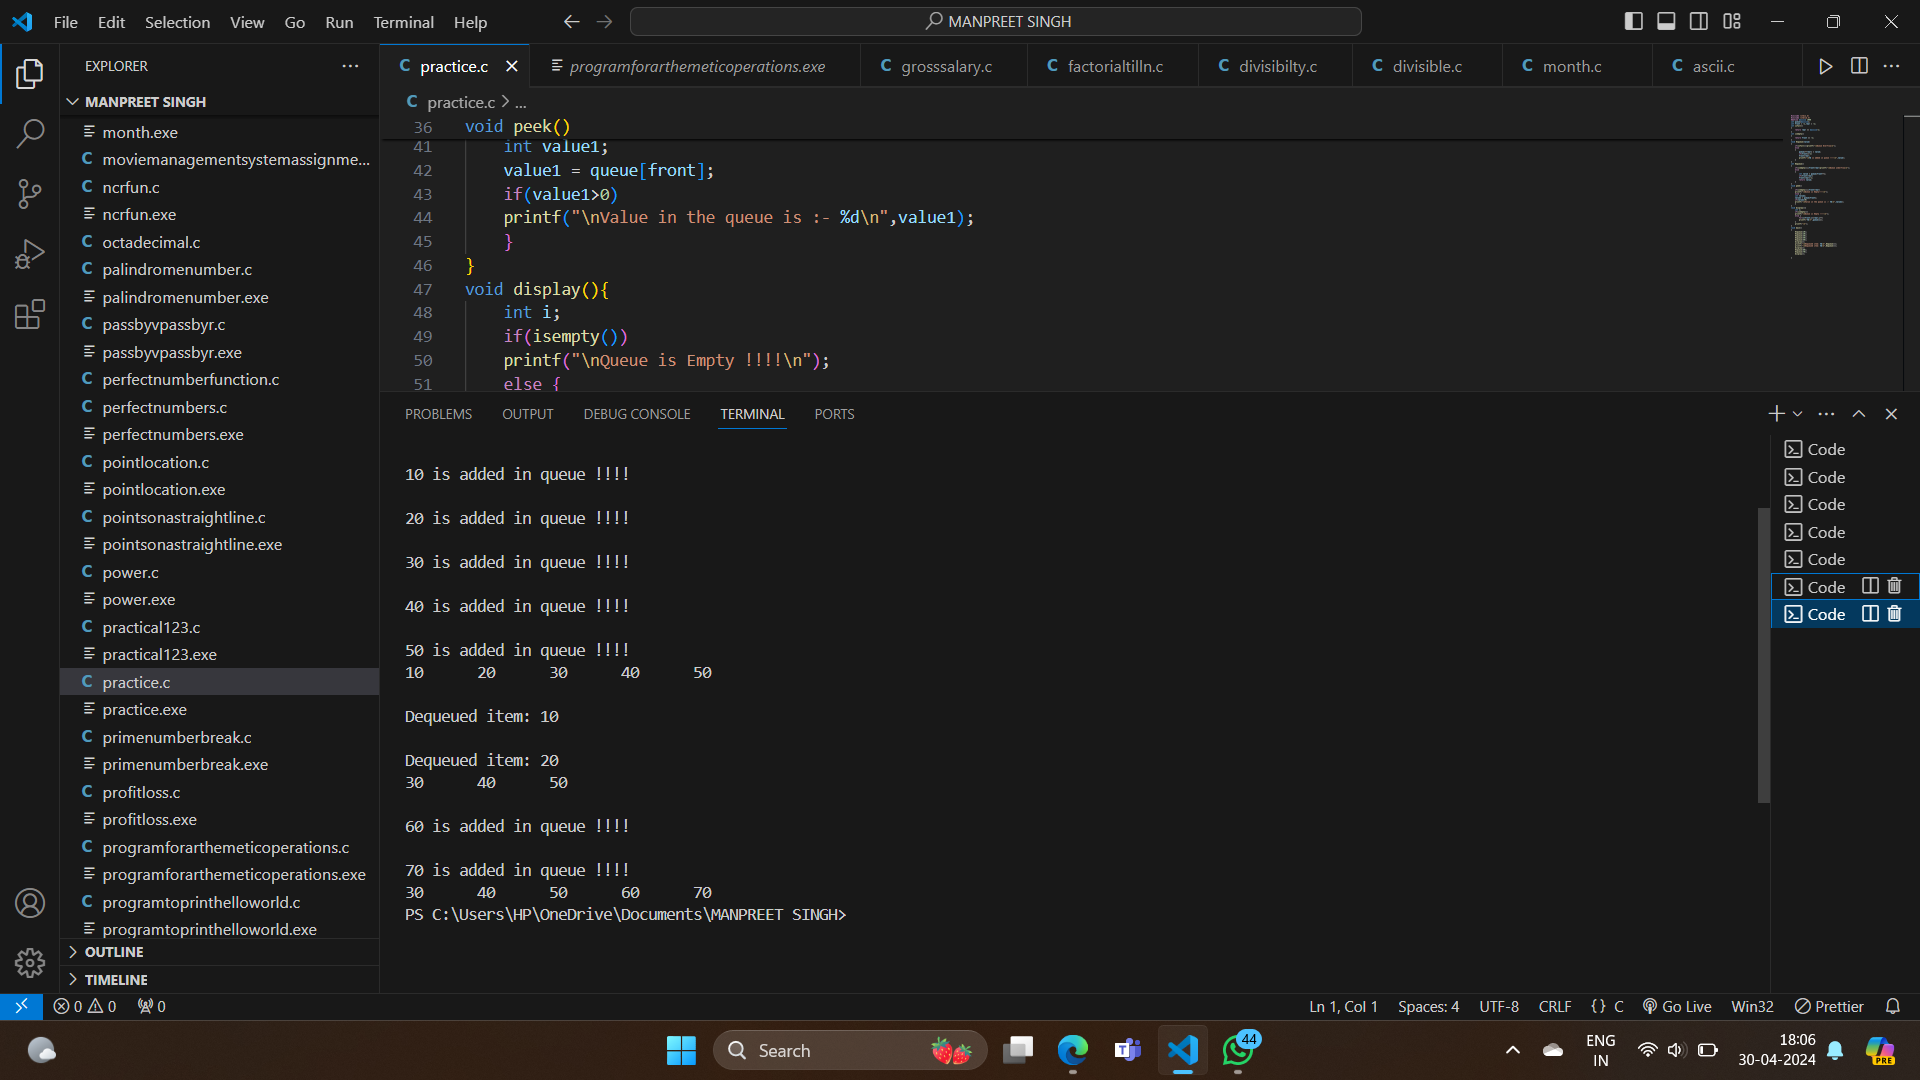 File Edit Selection View Go Run Terminal Help
MANPREET SINGH
EXPLORER
MANPREET SINGH
month.exe
C moviemanagementsystemassignme...
C ncrfun.c
ncrfun.exe
C octadecimal.c
C palindromenumber.c
palindromenumber.exe
C passbyvpassbyr.c
passbyvpassbyr.exe
C perfectnumberfunction.c
C perfectnumbers.c
perfectnumbers.exe
C pointlocation.c
pointlocation.exe
C pointsonastraightline.c
pointsonastraightline.exe
C power.c
power.exe
C practical123.c
practical123.exe
C practice.c
practice.exe
C primenumberbreak.c
primenumberbreak.exe
C profitloss.c
profitloss.exe
C programforarthemeticoperations.c
programforarthemeticoperations.exe
C programtoprinthelloworld.c
programtoprinthelloworld.exe
OUTLINE
TIMELINE
C practice.c
programforarthemeticoperations.exe
C grosssalary.c
C factorialtilln.c
C divisibilty.c
C divisible.c
C month.c
C ascii.c
C practice.c > ...
36 void peek()
41 int value1;
42 value1 = queue[front];
43 if(value1>0)
44 printf("\nValue in the queue is :- %d\n",value1);
45 }
46 }
47 void display(){
48 int i;
49 if(isempty())
50 printf("\nQueue is Empty !!!!\n");
51 else {
PROBLEMS OUTPUT DEBUG CONSOLE TERMINAL PORTS
10 is added in queue !!!!
20 is added in queue !!!!
30 is added in queue !!!!
40 is added in queue !!!!
50 is added in queue !!!!
10 20 30 40 50
Dequeued item: 10
Dequeued item: 20
30 40 50
60 is added in queue !!!!
70 is added in queue !!!!
30 40 50 60 70
PS C:\Users\HP\OneDrive\Documents\MANPREET SINGH>
Code
Code
Code
Code
Code
Code
Code
0 0 0
Ln 1, Col 1 Spaces: 4 UTF-8 CRLF {} C Go Live Win32 Prettier
Search
44
ENG
IN
18:06
30-04-2024
PRE